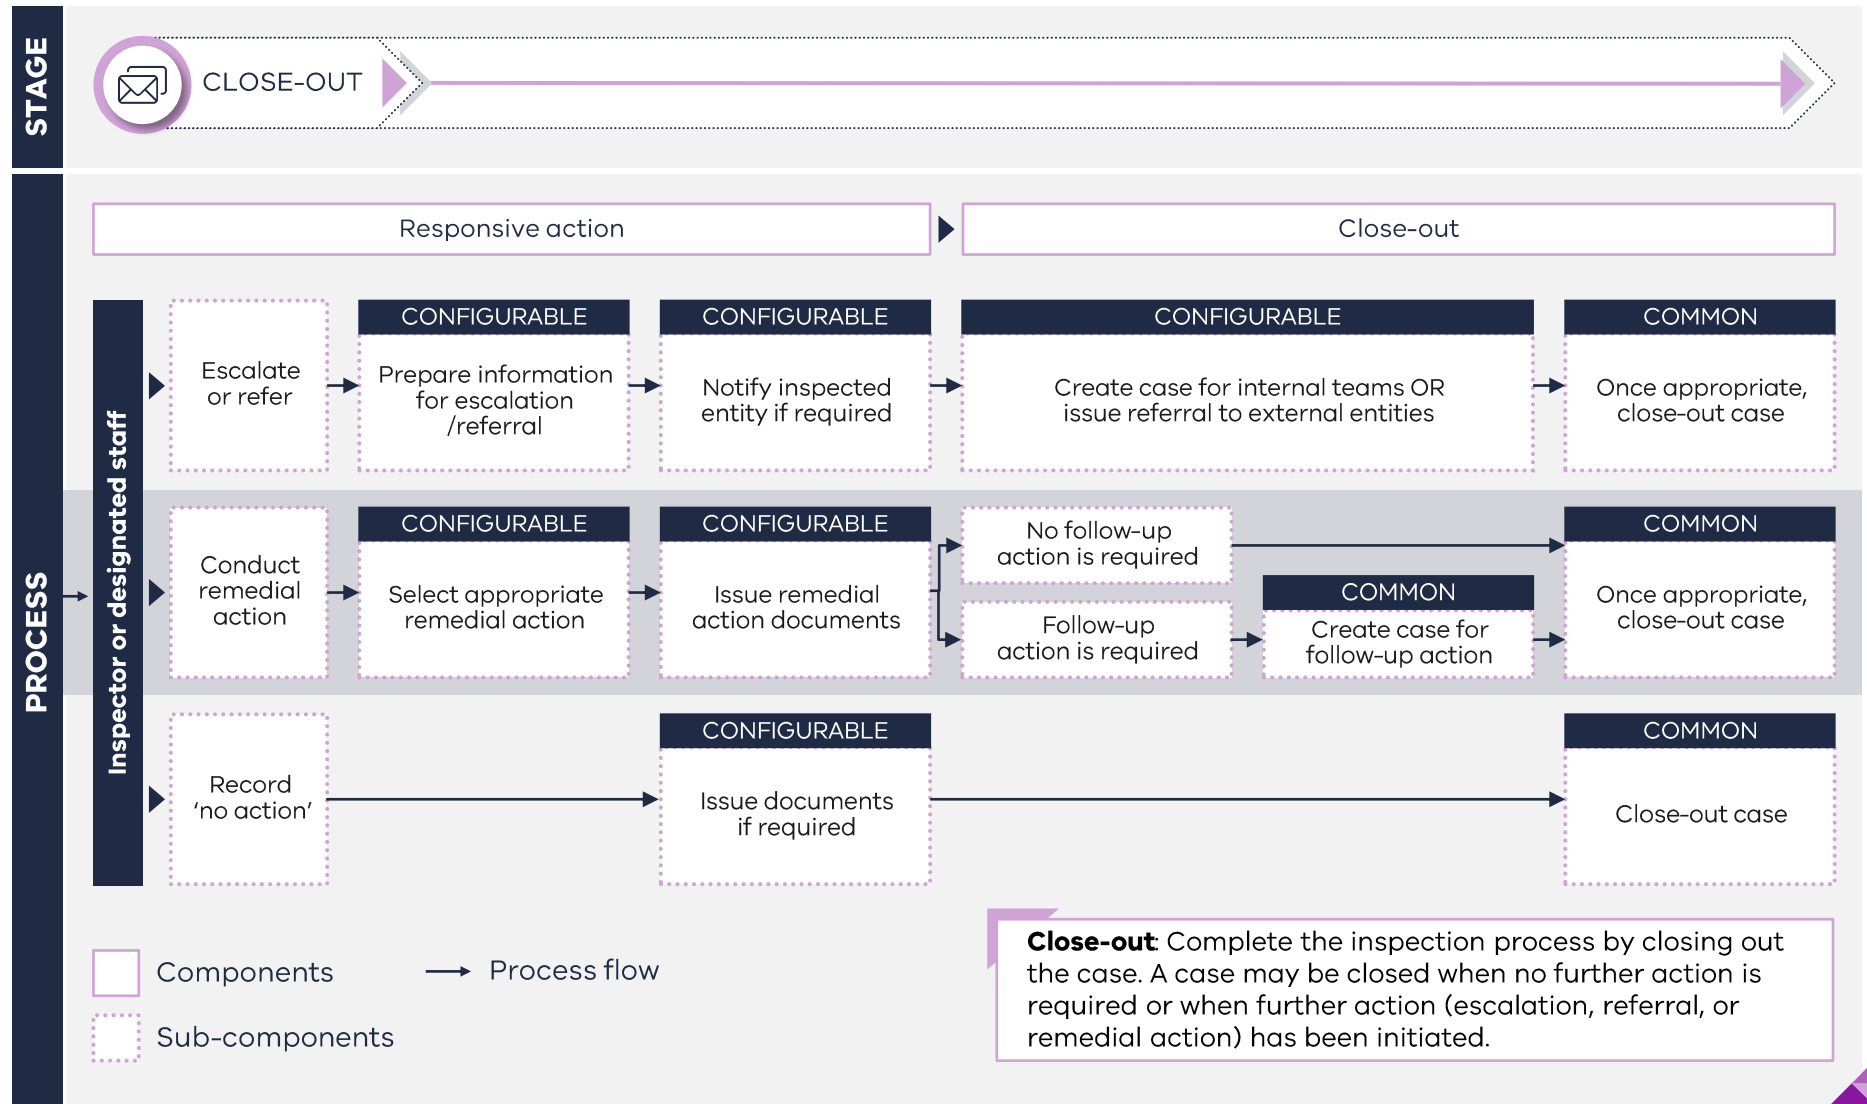 STAGE
CLOSE-OUT
PROCESS
Responsive action
Close-out
Inspector or designated staff
Escalate
or refer
CONFIGURABLE
Prepare information
for escalation
/referral
CONFIGURABLE
Notify inspected
entity if required
CONFIGURABLE
Create case for internal teams OR
issue referral to external entities
COMMON
Once appropriate,
close-out case
Conduct
remedial
action
CONFIGURABLE
Select appropriate
remedial action
CONFIGURABLE
Issue remedial
action documents
No follow-up
action is required
Follow-up
action is required
COMMON
Create case for
follow-up action
COMMON
Once appropriate,
close-out case
Record
‘no action’
CONFIGURABLE
Issue documents
if required
COMMON
Close-out case
Components
Process flow
Sub-components
Close-out: Complete the inspection process by closing out
the case. A case may be closed when no further action is
required or when further action (escalation, referral, or
remedial action) has been initiated.